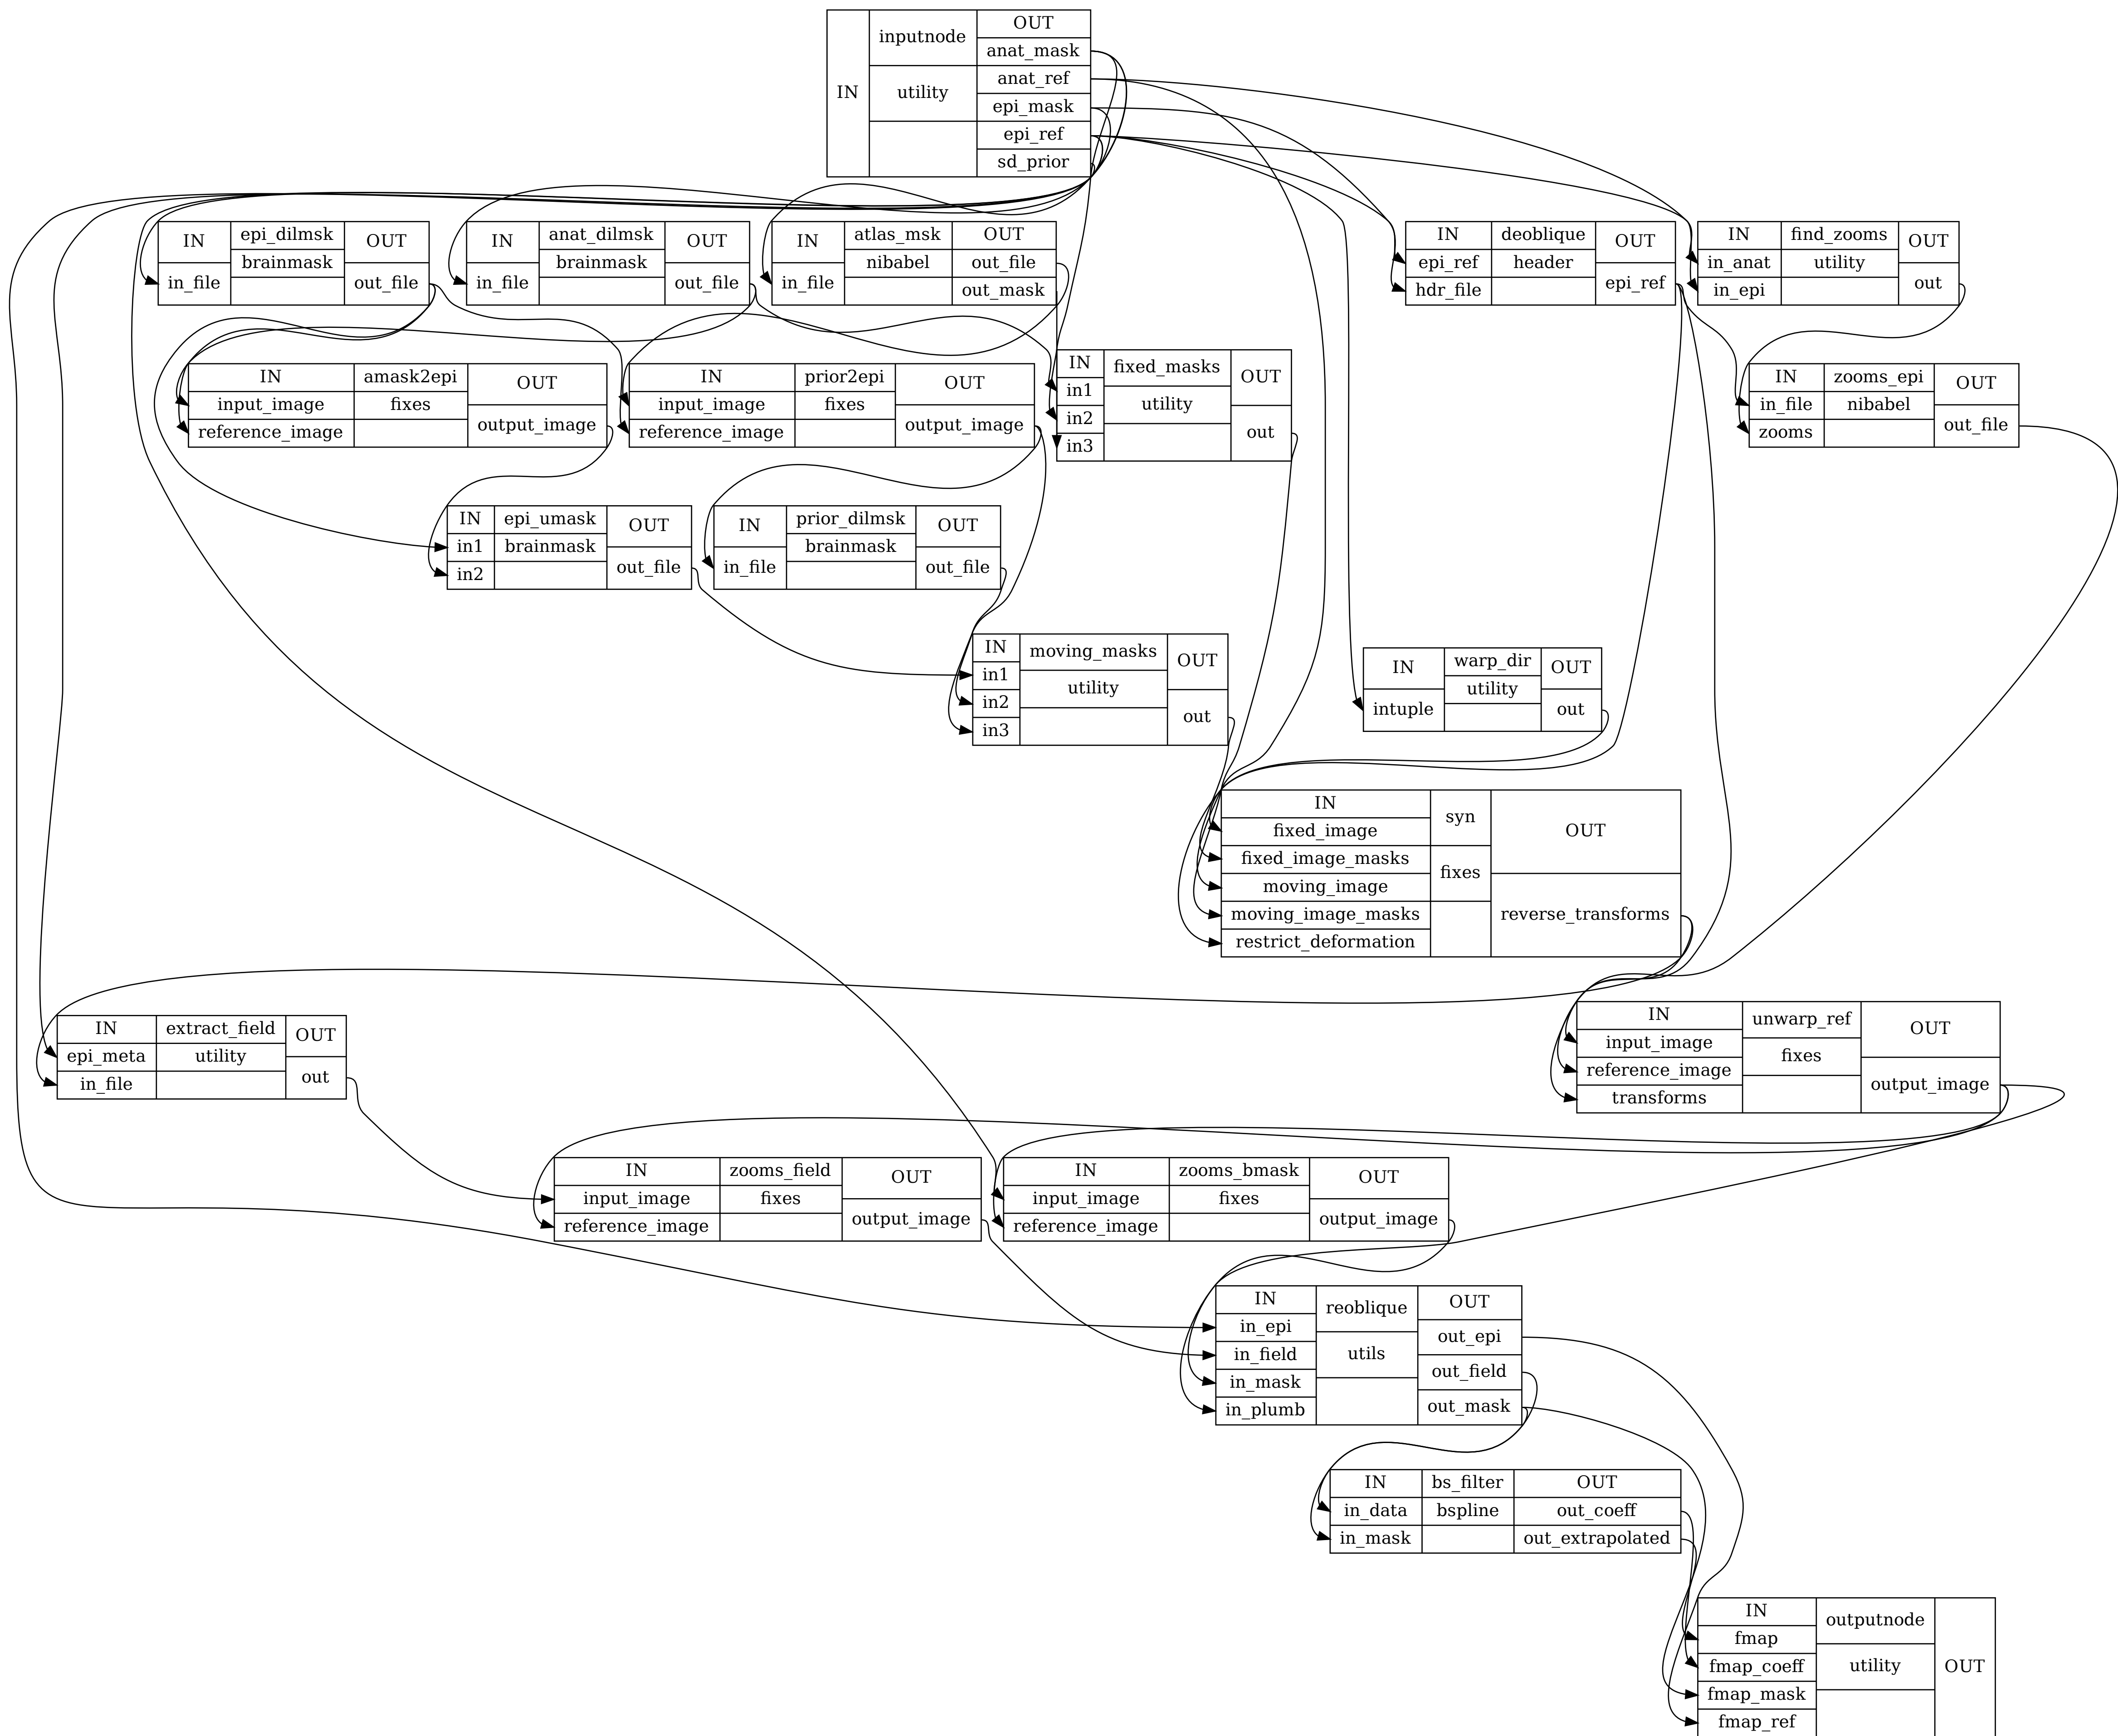 IN
inputnode
utility
OUT
anat_mask
anat_ref
epi_mask
epi_ref
sd_prior
IN
in_file
epi_dilmsk
brainmask
OUT
out_file
IN
in_file
anat_dilmsk
brainmask
OUT
out_file
IN
in_file
atlas_msk
nibabel
OUT
out_file
out_mask
IN
epi_ref
hdr_file
deoblique
header
OUT
epi_ref
IN
in_anat
in_epi
find_zooms
utility
OUT
out
IN
input_image
reference_image
amask2epi
fixes
OUT
output_image
IN
input_image
reference_image
prior2epi
fixes
OUT
output_image
IN
in1
in2
in3
fixed_masks
utility
OUT
out
IN
in_file
zooms
zooms_epi
nibabel
OUT
out_file
IN
in1
in2
epi_umask
brainmask
OUT
out_file
IN
in_file
prior_dilmsk
brainmask
OUT
out_file
IN
in1
in2
in3
moving_masks
utility
OUT
out
IN
intuple
warp_dir
utility
OUT
out
IN
fixed_image
fixed_image_masks
moving_image
moving_image_masks
restrict_deformation
syn
fixes
OUT
reverse_transforms
IN
epi_meta
in_file
extract_field
utility
OUT
out
IN
input_image
reference_image
transforms
unwarp_ref
fixes
OUT
output_image
IN
input_image
reference_image
zooms_field
fixes
OUT
output_image
IN
input_image
reference_image
zooms_bmask
fixes
OUT
output_image
IN
in_epi
in_field
in_mask
in_plumb
reoblique
utils
OUT
out_epi
out_field
out_mask
IN
in_data
in_mask
bs_filter
bspline
OUT
out_coeff
out_extrapolated
IN
fmap
fmap_coeff
fmap_mask
fmap_ref
outputnode
utility
OUT